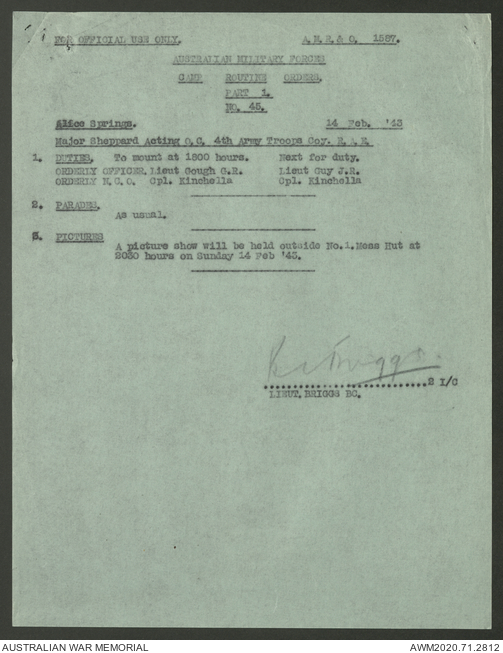 FOR OFFICIAL USE ONLY. A.M.R.& O. 1587.
AUSTRALIAN MILITARY FORCES
CAMP ROUTINE ORDERS.
PART 1.
NO. 45.
Alice Springs. 14 Feb. '43
Major Sheppard Acting O.C, 4th Army Troops Coy. R.A.E.
1. DUTIES. To mount at 1800 hours. Next for duty.
ORDERLY OFFICER. Lieut Gough G.R. Lieut Guy J.R.
ORDERLY N.C.O. Cpl. Kinchella Cpl. Kinchella
2. PARADES.
As usual.
3. PICTURES
A picture show will be held outside No.1.Mess Hut at
2030 hours on Sunday 14 Feb '43.
B C Briggs.
2 I/C
LIEUT. BRIGGS BC.
AUSTRALIAN WAR MEMORIAL AWM2020.71.2812